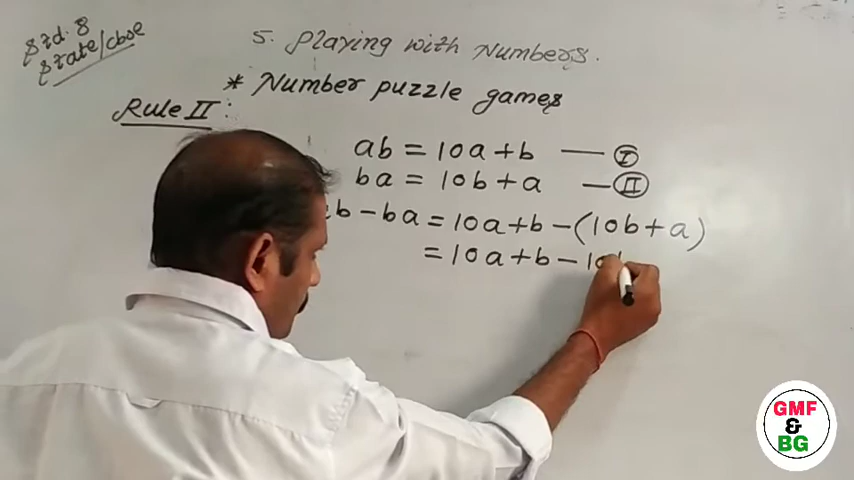 Std. 8
State/cbse
5. Playing with Numbers.
* Number puzzle games
Rule II :
ab = 10a+b — I
ba = 10b+a — II
b - ba = 10a+b-(10b+a)
= 10a+b-10
GMF
&
BG